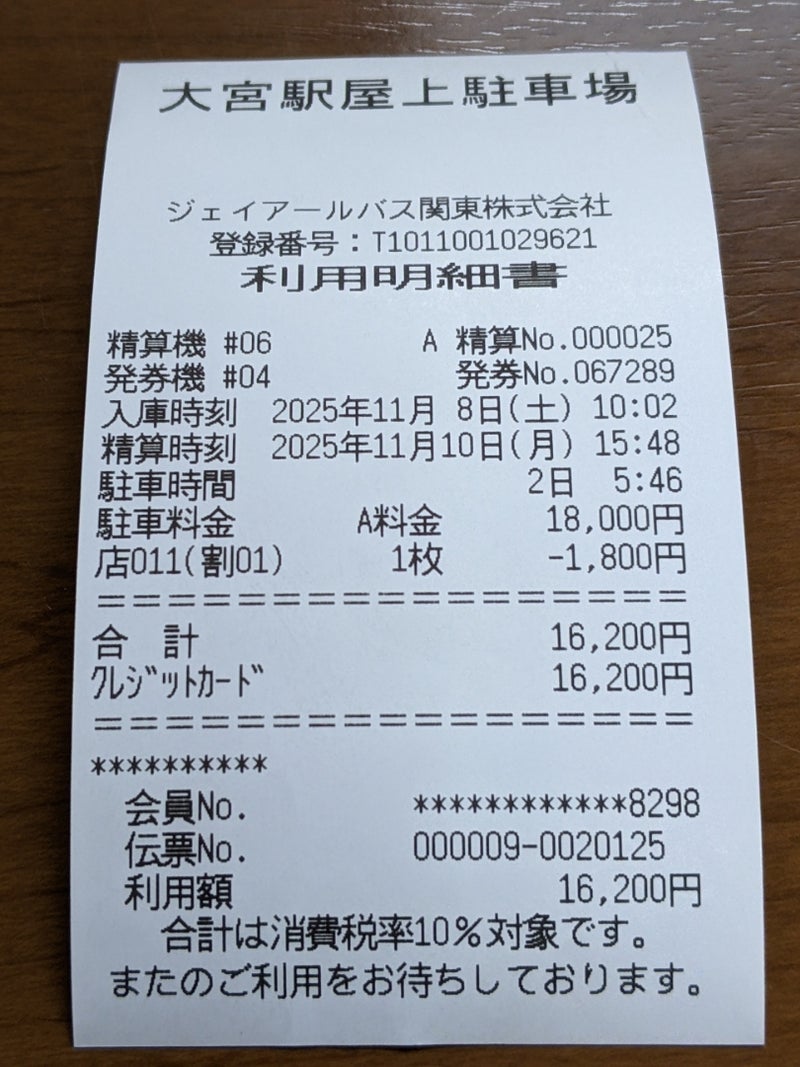 大宮駅屋上駐車場
ジェイアールバス関東株式会社
登録番号：T1011001029621
利用明細書
精算機 #06 A 精算No.000025
発券機 #04 発券No.067289
入庫時刻 2025年11月 8日(土) 10:02
精算時刻 2025年11月10日(月) 15:48
駐車時間 2日 5:46
駐車料金 A料金 18,000円
店011(割01) 1枚 -1,800円
=================
合 計 16,200円
ｸﾚｼﾞｯﾄｶｰﾄﾞ 16,200円
=================
**********
会員No. ************8298
伝票No. 000009-0020125
利用額 16,200円
合計は消費税率10％対象です。
またのご利用をお待ちしております。